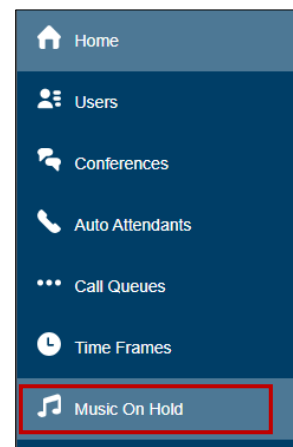 Home
Users
Conferences
Auto Attendants
Call Queues
Time Frames
Music On Hold